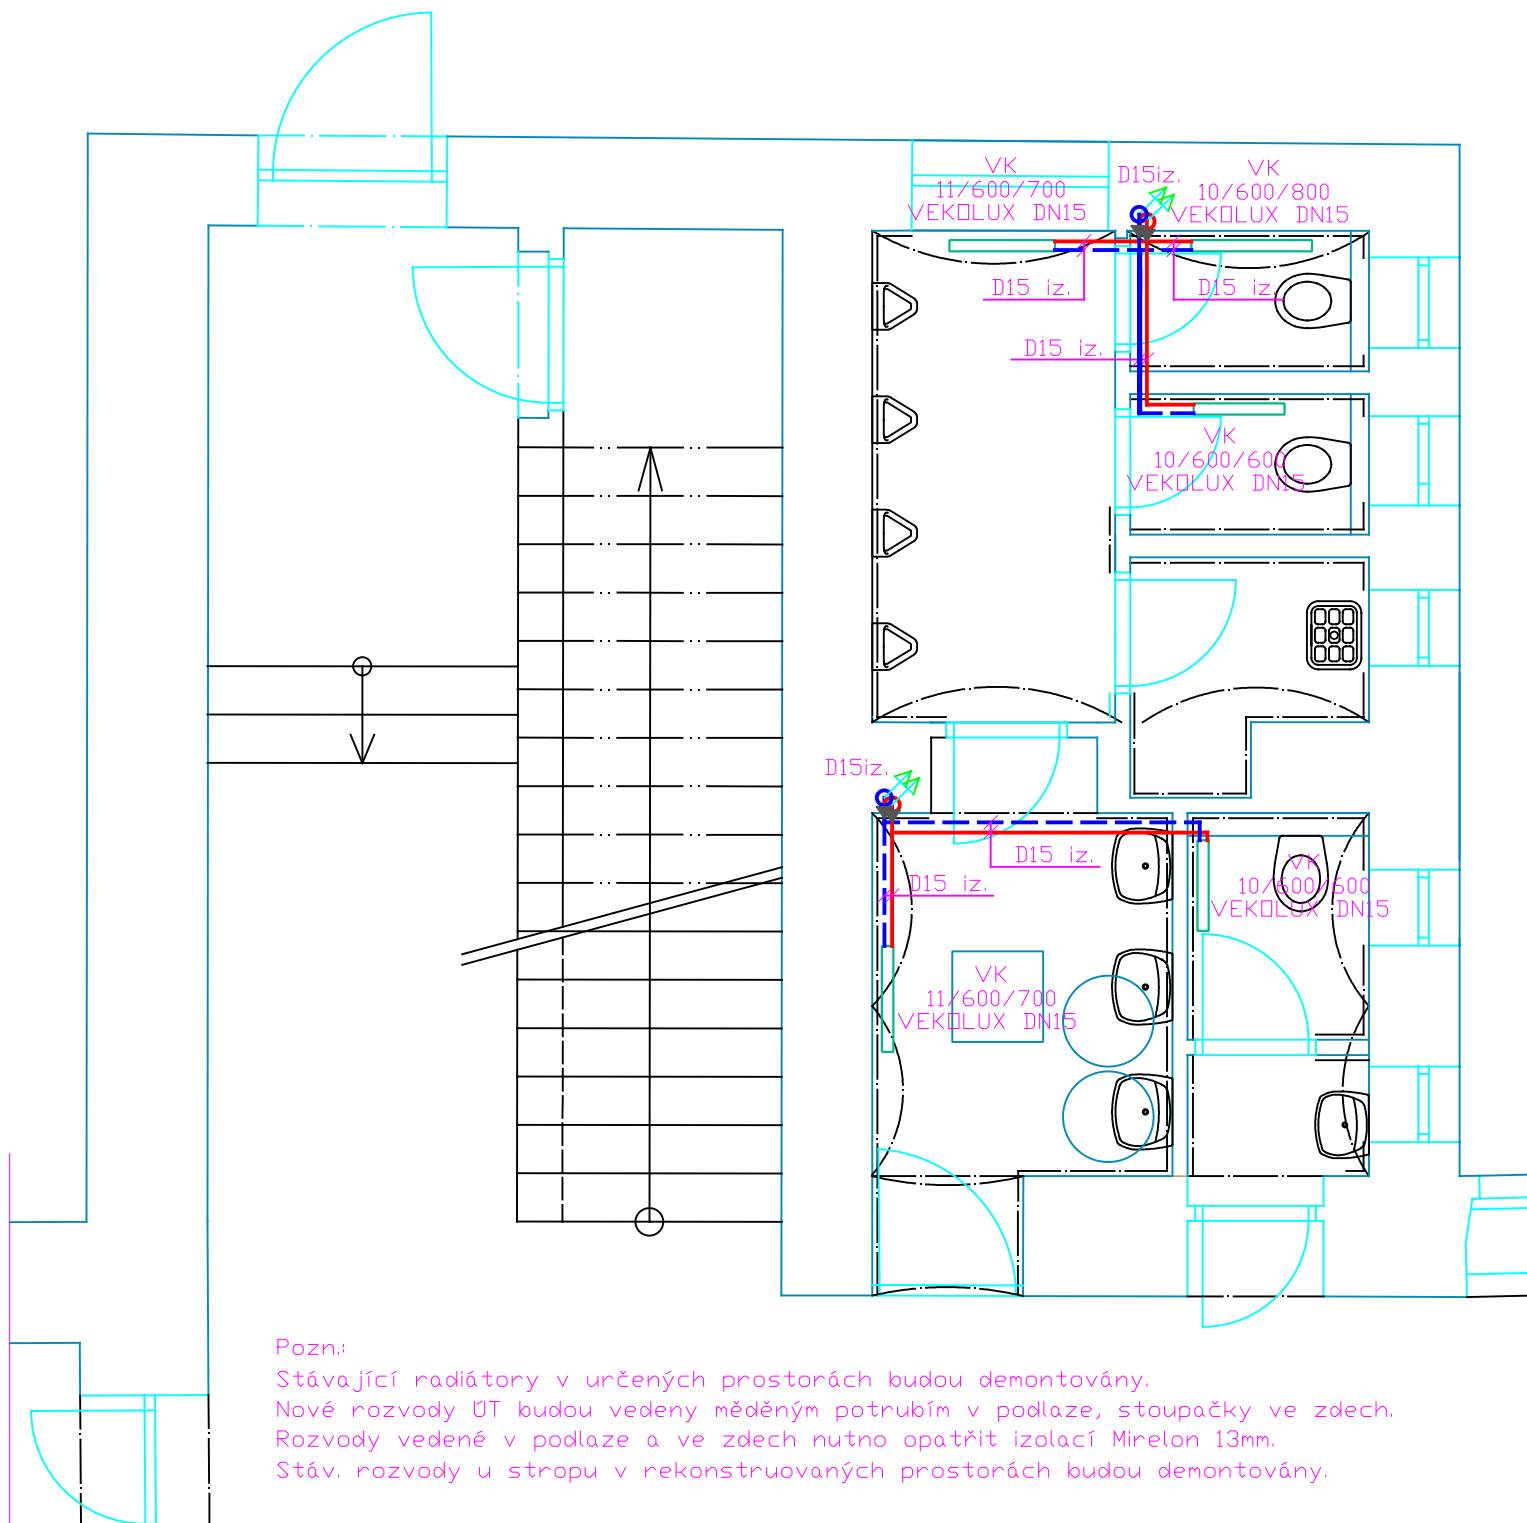 VK
11/600/700
VEKOLUX DN15
D15iz.
VK
10/600/800
VEKOLUX DN15
D15 iz.
D15 iz.
D15 iz.
VK
10/600/600
VEKOLUX DN15
D15iz.
D15 iz.
D15 iz.
VK
10/600/600
VEKOLUX DN15
VK
11/600/700
VEKOLUX DN15
Pozn.:
Stávající radiátory v určených prostorách budou demontovány.
Nové rozvody ÚT budou vedeny měděným potrubím v podlaze, stoupačky ve zdech.
Rozvody vedené v podlaze a ve zdech nutno opatřit izolací Mirelon 13mm.
Stáv. rozvody u stropu v rekonstruovaných prostorách budou demontovány.